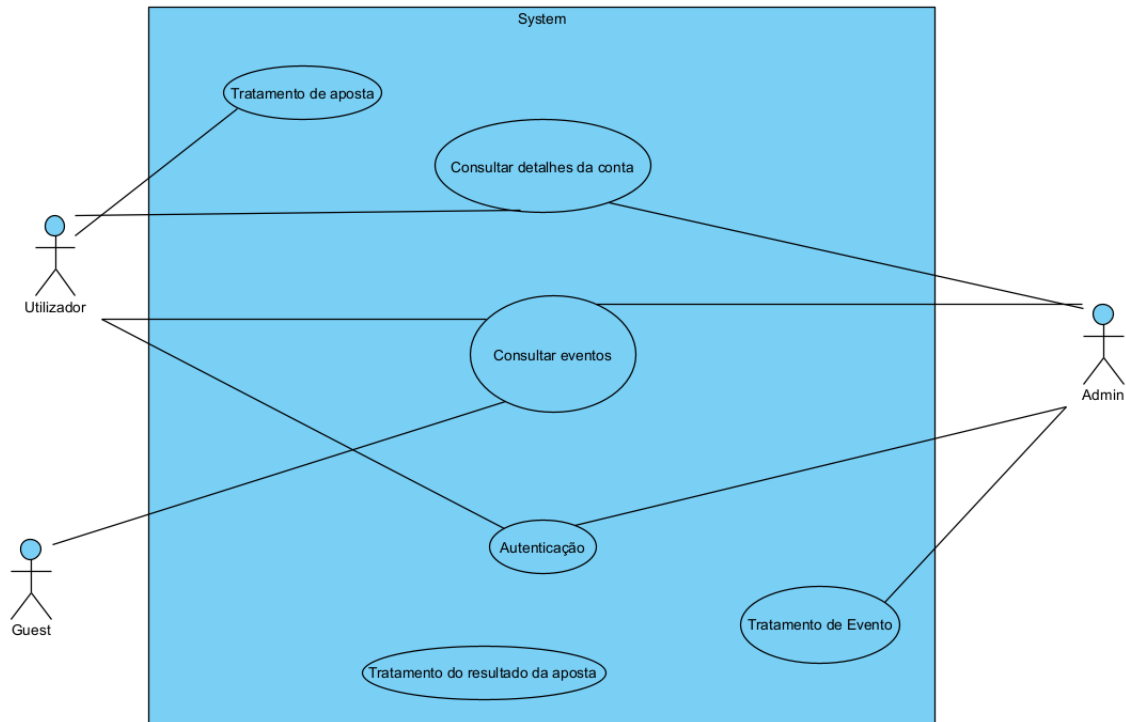 System
Tratamento de aposta
Consultar detalhes da conta
Utilizador
Consultar eventos
Admin
Autenticação
Guest
Tratamento de Evento
Tratamento do resultado da aposta